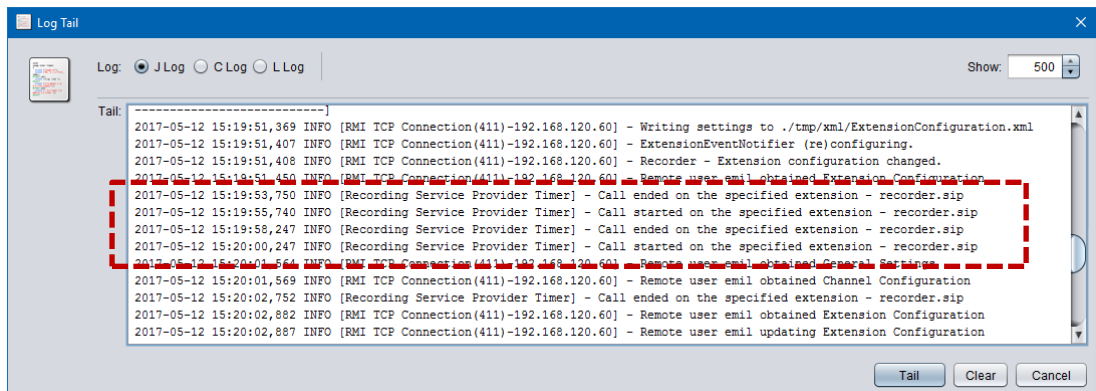 Log Tail
Log: J Log C Log L Log Show: 500
Tail: ---------------------------]
2017-05-12 15:19:51,369 INFO [RMI TCP Connection(411)-192.168.120.60] - Writing settings to ./tmp/xml/ExtensionConfiguration.xml
2017-05-12 15:19:51,407 INFO [RMI TCP Connection(411)-192.168.120.60] - ExtensionEventNotifier (re)configuring.
2017-05-12 15:19:51,408 INFO [RMI TCP Connection(411)-192.168.120.60] - Recorder - Extension configuration changed.
2017-05-12 15:19:51,450 INFO [RMI TCP Connection(411)-192.168.120.60] - Remote user emil obtained Extension Configuration
2017-05-12 15:19:53,750 INFO [Recording Service Provider Timer] - Call ended on the specified extension - recorder.sip
2017-05-12 15:19:55,740 INFO [Recording Service Provider Timer] - Call started on the specified extension - recorder.sip
2017-05-12 15:19:58,247 INFO [Recording Service Provider Timer] - Call ended on the specified extension - recorder.sip
2017-05-12 15:20:00,247 INFO [Recording Service Provider Timer] - Call started on the specified extension - recorder.sip
2017-05-12 15:20:01,564 INFO [RMI TCP Connection(411)-192.168.120.60] - Remote user emil obtained General Settings
2017-05-12 15:20:01,569 INFO [RMI TCP Connection(411)-192.168.120.60] - Remote user emil obtained Channel Configuration
2017-05-12 15:20:02,752 INFO [Recording Service Provider Timer] - Call ended on the specified extension - recorder.sip
2017-05-12 15:20:02,882 INFO [RMI TCP Connection(411)-192.168.120.60] - Remote user emil obtained Extension Configuration
2017-05-12 15:20:02,887 INFO [RMI TCP Connection(411)-192.168.120.60] - Remote user emil updating Extension Configuration
Tail Clear Cancel